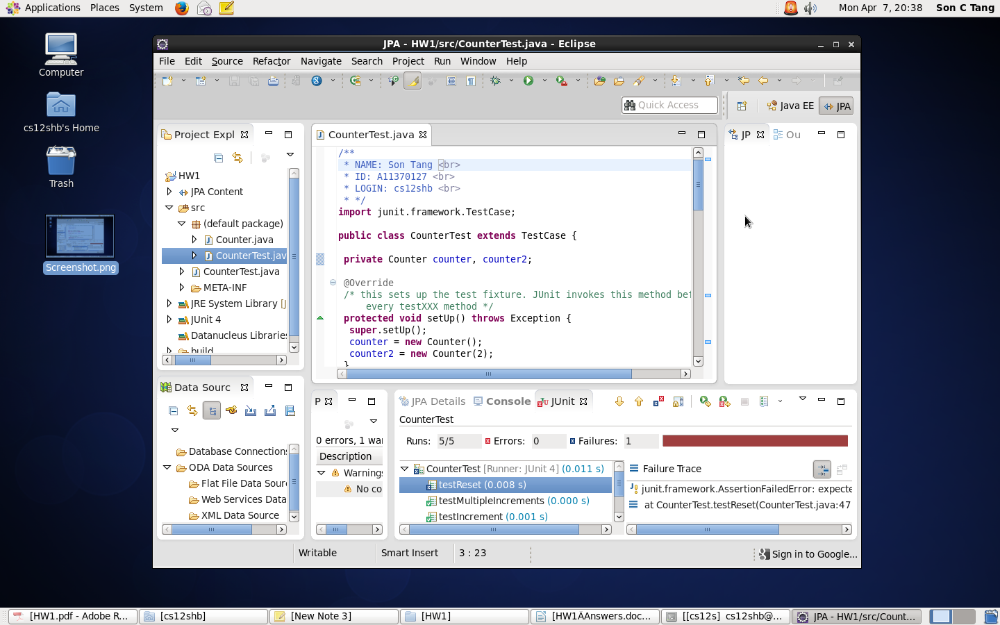 Applications Places System
Mon Apr 7, 20:38 Son C Tang
Computer
cs12shb's Home
Trash
Screenshot.png
JPA - HW1/src/CounterTest.java - Eclipse
File Edit Source Refactor Navigate Search Project Run Window Help
Quick Access
Java EE
JPA
Project Expl
HW1
JPA Content
src
(default package)
Counter.java
CounterTest.jav
CounterTest.java
META-INF
JRE System Library [J
JUnit 4
Datanucleus Libraries
build
CounterTest.java
/**
* NAME: Son Tang <br>
* ID: A11370127 <br>
* LOGIN: cs12shb <br>
* */
import junit.framework.TestCase;
public class CounterTest extends TestCase {
private Counter counter, counter2;
@Override
/* this sets up the test fixture. JUnit invokes this method bef
every testXXX method */
protected void setUp() throws Exception {
super.setUp();
counter = new Counter();
counter2 = new Counter(2);
}
JP
Ou
Data Sourc
Database Connections
ODA Data Sources
Flat File Data Sour
Web Services Data
XML Data Source
P
0 errors, 1 wa
Description
Warnings
No co
JPA Details
Console
JUnit
CounterTest
Runs: 5/5 Errors: 0 Failures: 1
CounterTest [Runner: JUnit 4] (0.011 s)
testReset (0.008 s)
testMultipleIncrements (0.000 s)
testIncrement (0.001 s)
Failure Trace
junit.framework.AssertionFailedError: expecte
at CounterTest.testReset(CounterTest.java:47
Writable
Smart Insert
3 : 23
Sign in to Google...
[HW1.pdf - Adobe R...
[cs12shb]
[New Note 3]
[HW1]
[HW1ÄAnswers.doc...
[[cs12s] cs12shb@...
JPA - HW1/src/Count...